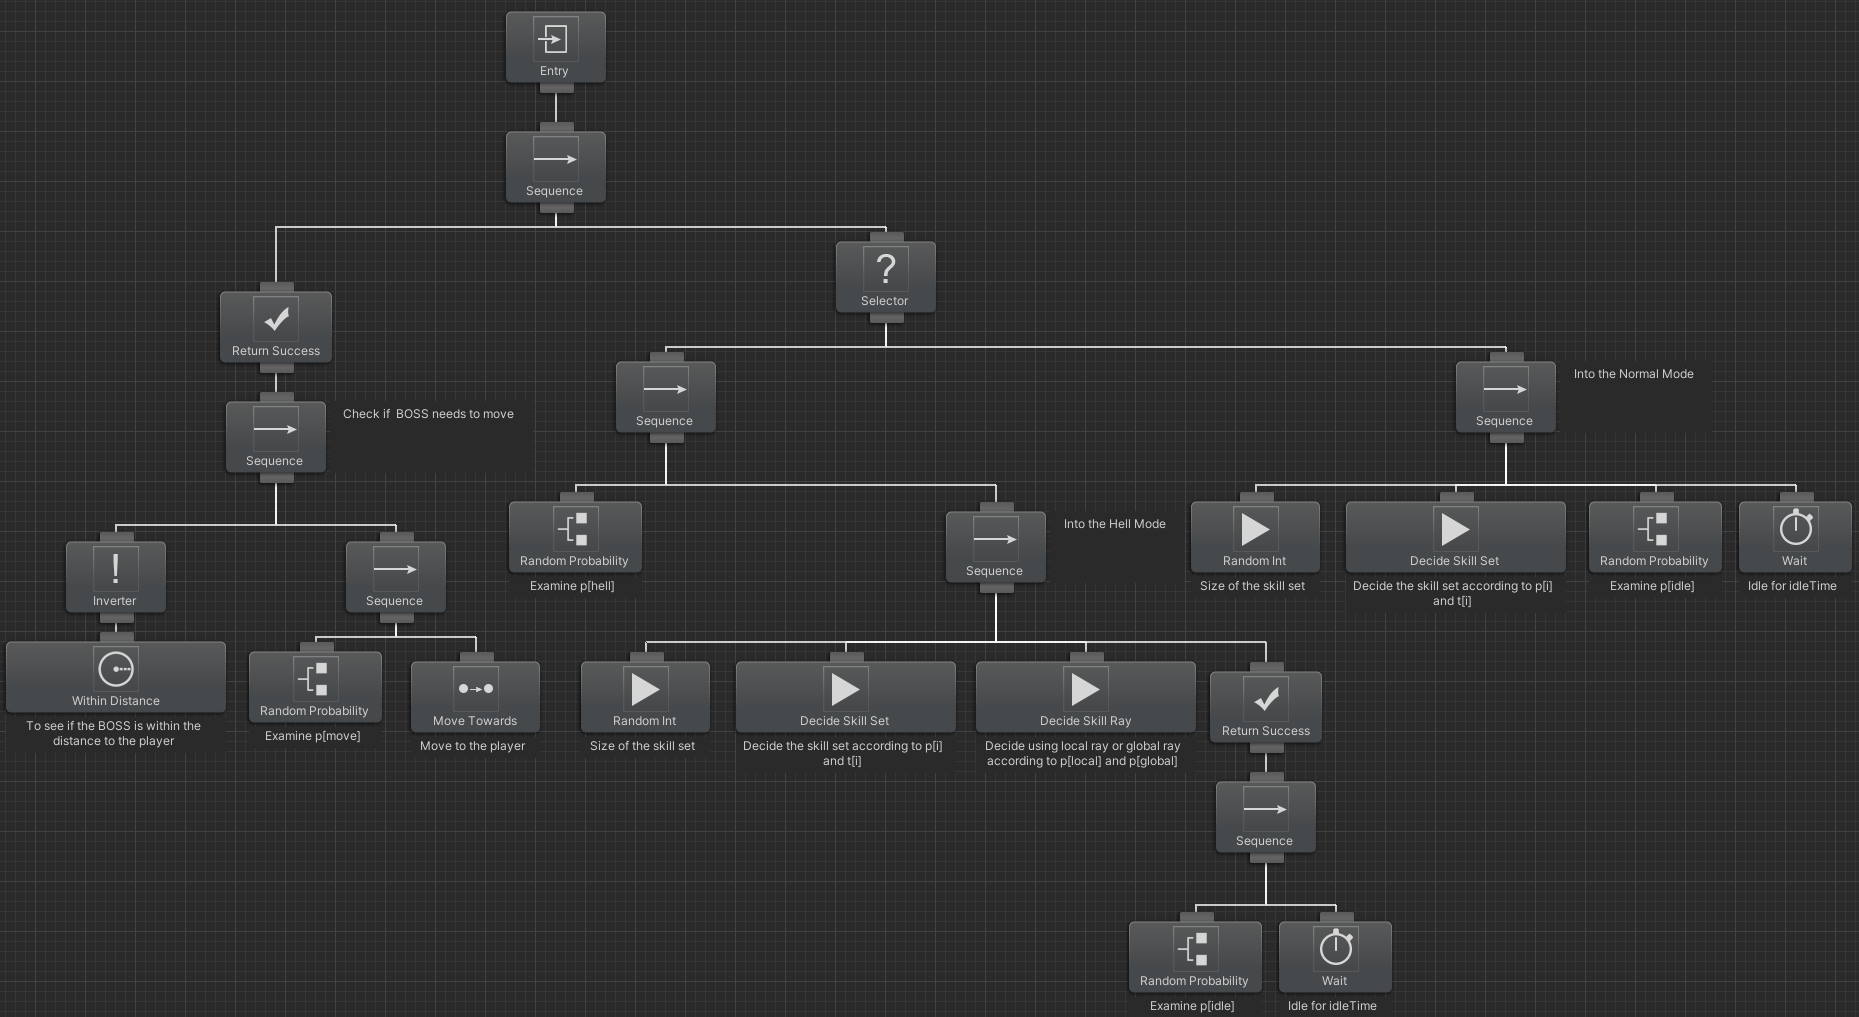 Entry
Sequence
Selector
Return Success
Sequence
Check if  BOSS needs to move
Sequence
Sequence
Into the Normal Mode
Inverter
Sequence
Random Probability
Examine p[hell]
Sequence
Into the Hell Mode
Random Int
Size of the skill set
Decide Skill Set
Decide the skill set according to p[i]
and t[i]
Random Probability
Examine p[idle]
Wait
Idle for idleTime
Within Distance
To see if the BOSS is within the
distance to the player
Random Probability
Examine p[move]
Move Towards
Move to the player
Random Int
Size of the skill set
Decide Skill Set
Decide the skill set according to p[i]
and t[i]
Decide Skill Ray
Decide using local ray or global ray
according to p[local] and p[global]
Return Success
Sequence
Random Probability
Examine p[idle]
Wait
Idle for idleTime